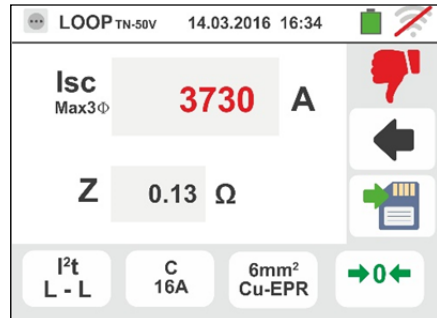 LOOP TN-50V 14.03.2016 16:34
Isc
Max3Φ
3730 A
Z 0.13 Ω
I²t
L - L
C
16A
6mm²
Cu-EPR
0